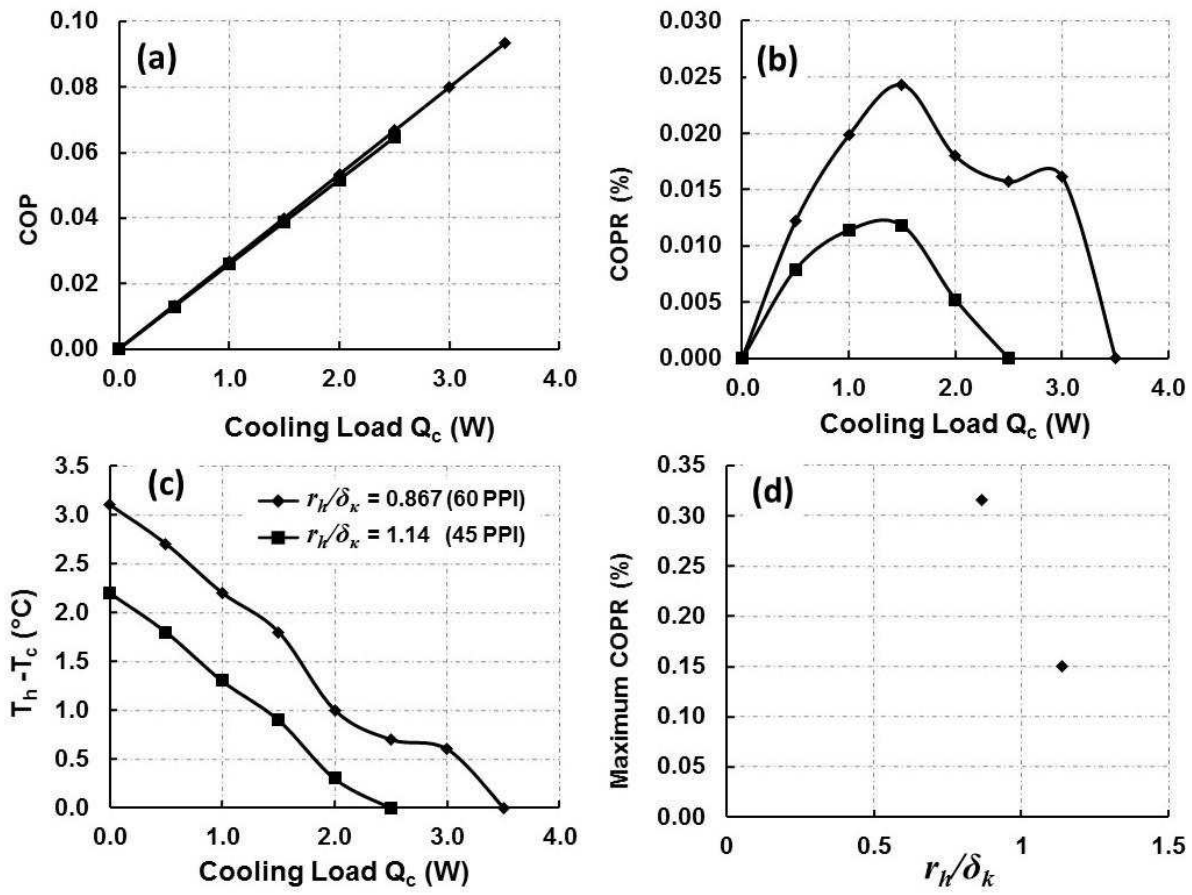 (a)
COP
0.10
0.08
0.06
0.04
0.02
0.00
0.0 1.0 2.0 3.0 4.0
Cooling Load Qc (W)
(b)
COPR (%)
0.030
0.025
0.020
0.015
0.010
0.005
0.000
0.0 1.0 2.0 3.0 4.0
Cooling Load Qc (W)
(c)
Th -Tc (°C)
3.5
3.0
2.5
2.0
1.5
1.0
0.5
0.0
rh/δκ = 0.867 (60 PPI)
rh/δκ = 1.14 (45 PPI)
0.0 1.0 2.0 3.0 4.0
Cooling Load Qc (W)
(d)
Maximum COPR (%)
0.35
0.30
0.25
0.20
0.15
0.10
0.05
0.00
0 0.5 1 1.5
rh/δk